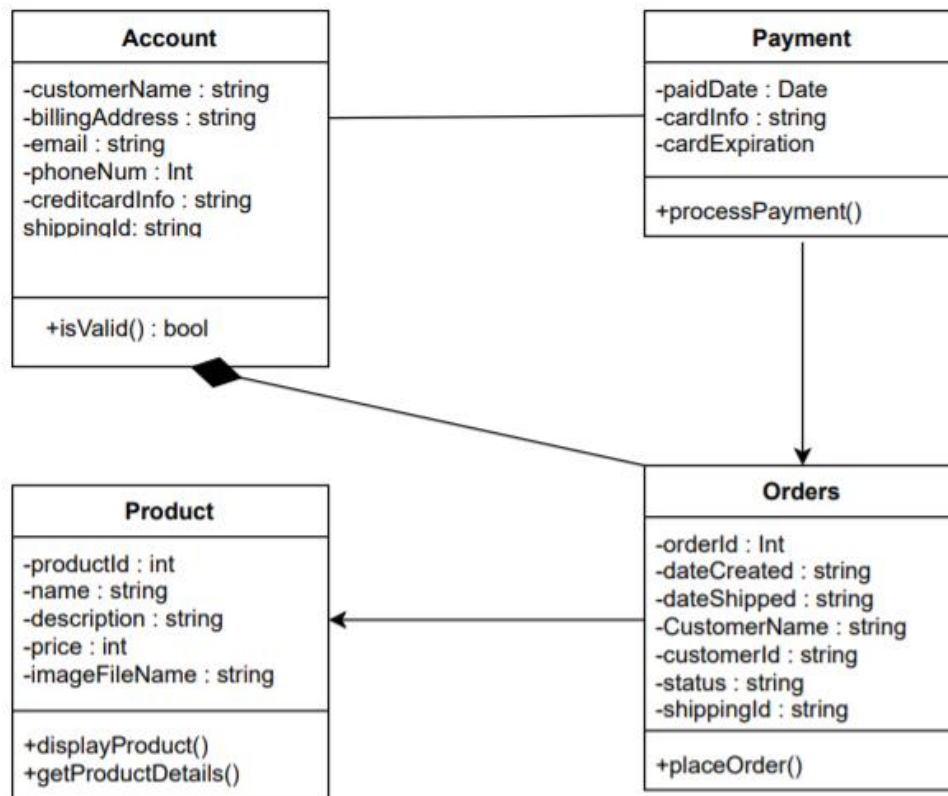 Account
-customerName : string
-billingAddress : string
-email : string
-phoneNum : Int
-creditcardInfo : string
shippingId: string
+isValid() : bool
Payment
-paidDate : Date
-cardInfo : string
-cardExpiration
+processPayment()
Product
-productId : int
-name : string
-description : string
-price : int
-imageFileName : string
+displayProduct()
+getProductDetails()
Orders
-orderId : Int
-dateCreated : string
-dateShipped : string
-CustomerName : string
-customerId : string
-status : string
-shippingId : string
+placeOrder()